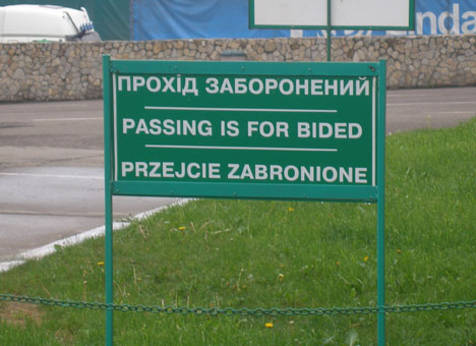 ПРОХІД ЗАБОРОНЕНИЙ
PASSING IS FOR BIDED
PRZEJCIE ZABRONIONE